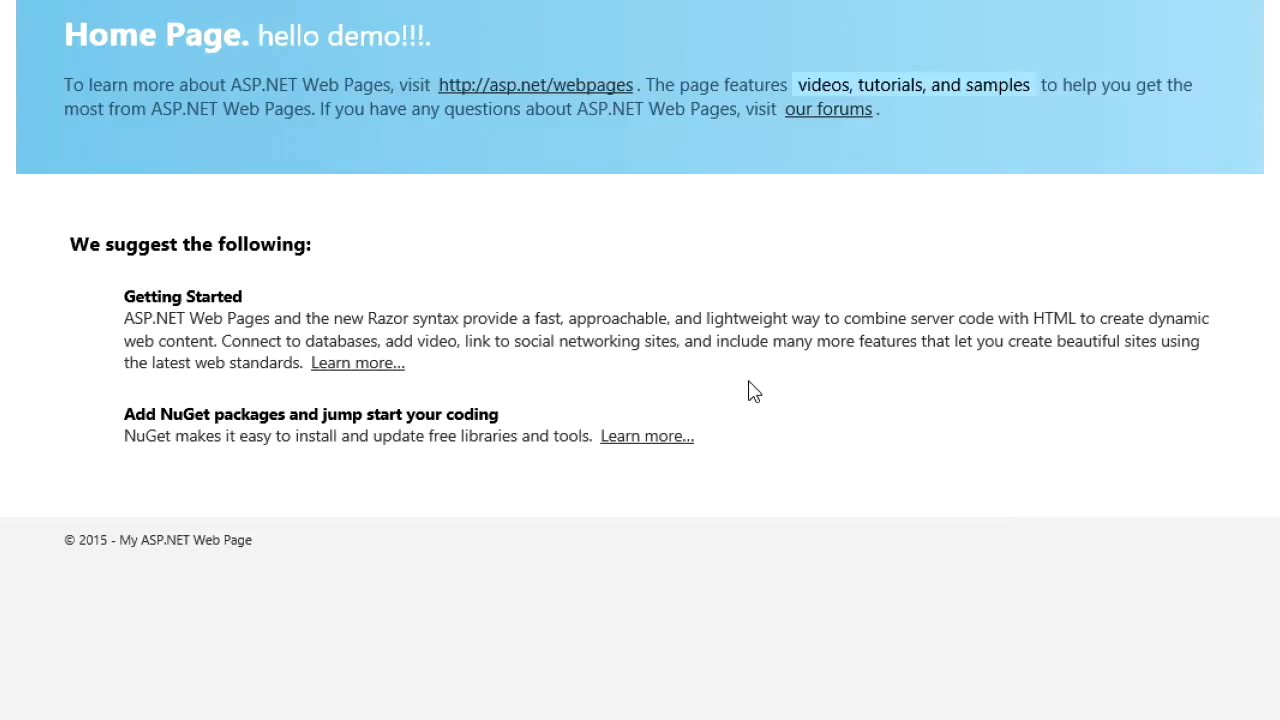 Home Page. hello demo!!!.
To learn more about ASP.NET Web Pages, visit http://asp.net/webpages. The page features videos, tutorials, and samples to help you get the
most from ASP.NET Web Pages. If you have any questions about ASP.NET Web Pages, visit our forums.
We suggest the following:
Getting Started
ASP.NET Web Pages and the new Razor syntax provide a fast, approachable, and lightweight way to combine server code with HTML to create dynamic
web content. Connect to databases, add video, link to social networking sites, and include many more features that let you create beautiful sites using
the latest web standards. Learn more...
Add NuGet packages and jump start your coding
NuGet makes it easy to install and update free libraries and tools. Learn more...
© 2015 - My ASP.NET Web Page